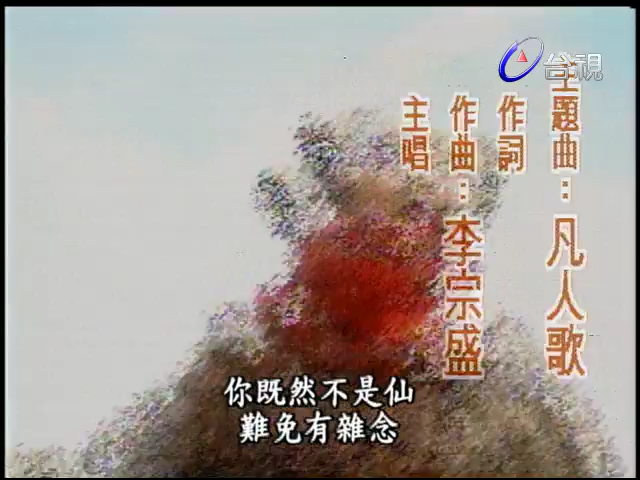 台視
主題曲：凡人歌
作詞
作曲：李宗盛
主唱
你既然不是仙
難免有雜念